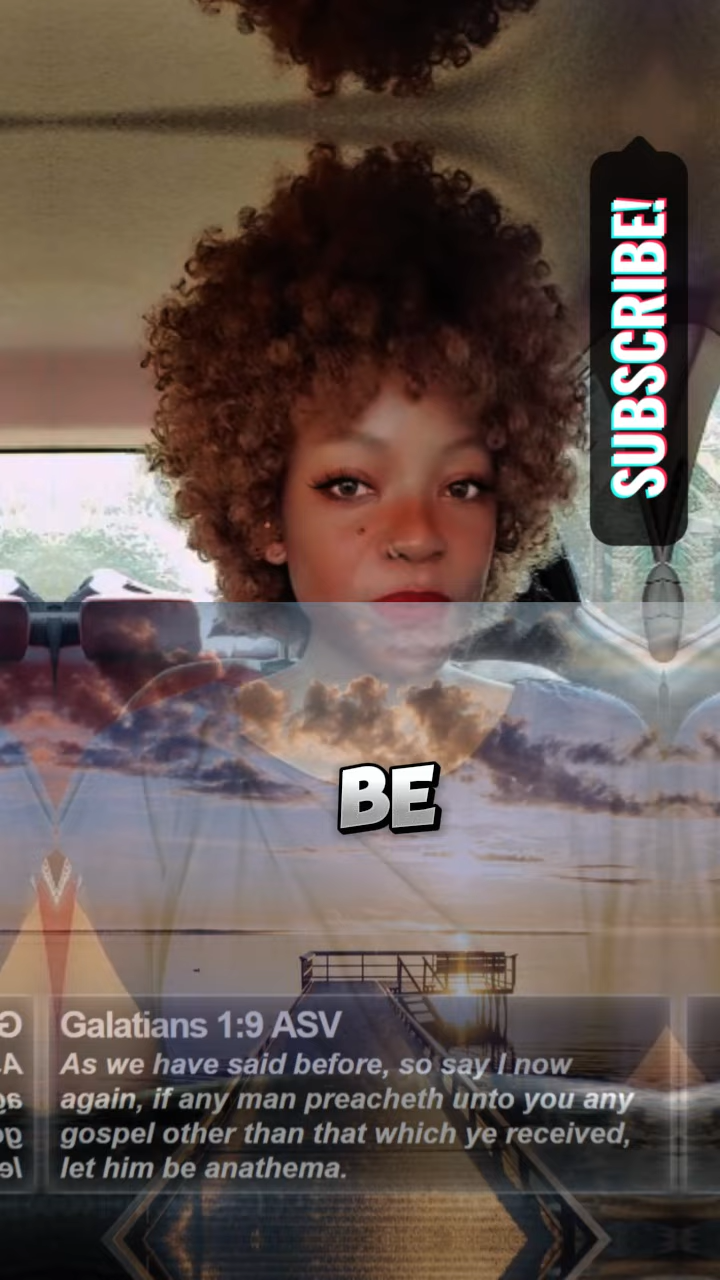 SUBSCRIBE!
BE
Galatians 1:9 ASV
As we have said before, so say I now
again, if any man preacheth unto you any
gospel other than that which ye received,
let him be anathema.